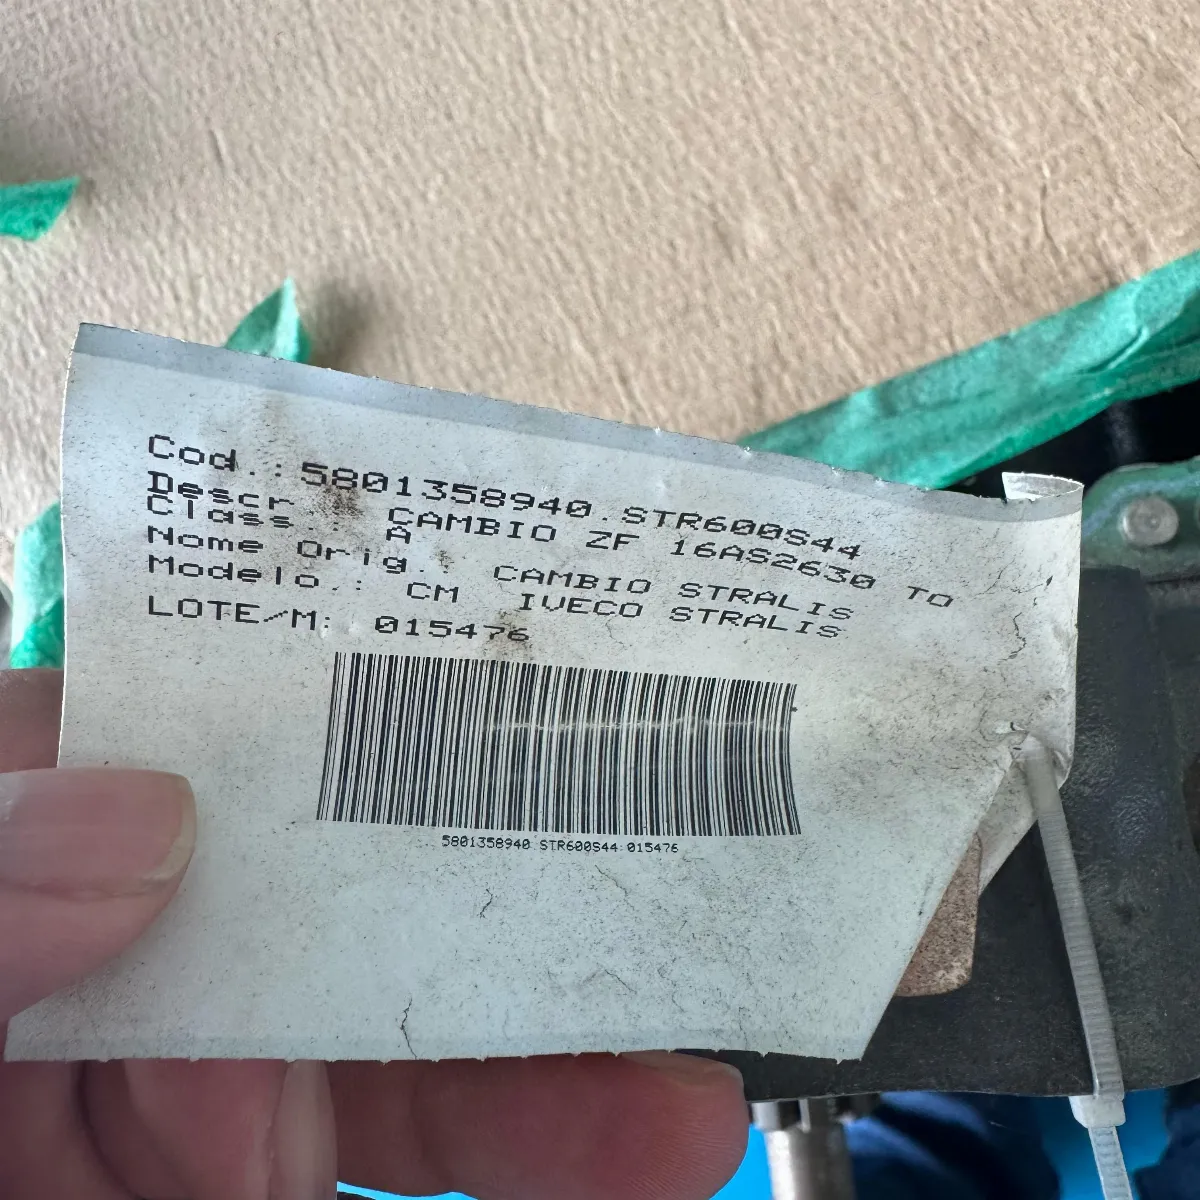 Cod.: 5801358940.STR600S44
Descr.: CAMBIO ZF 16AS2630 TO
Class.: A
Nome Orig.: CAMBIO STRALIS
Modelo.: CM IVECO STRALIS
LOTE/M: 015476
5801358940.STR600S44:015476